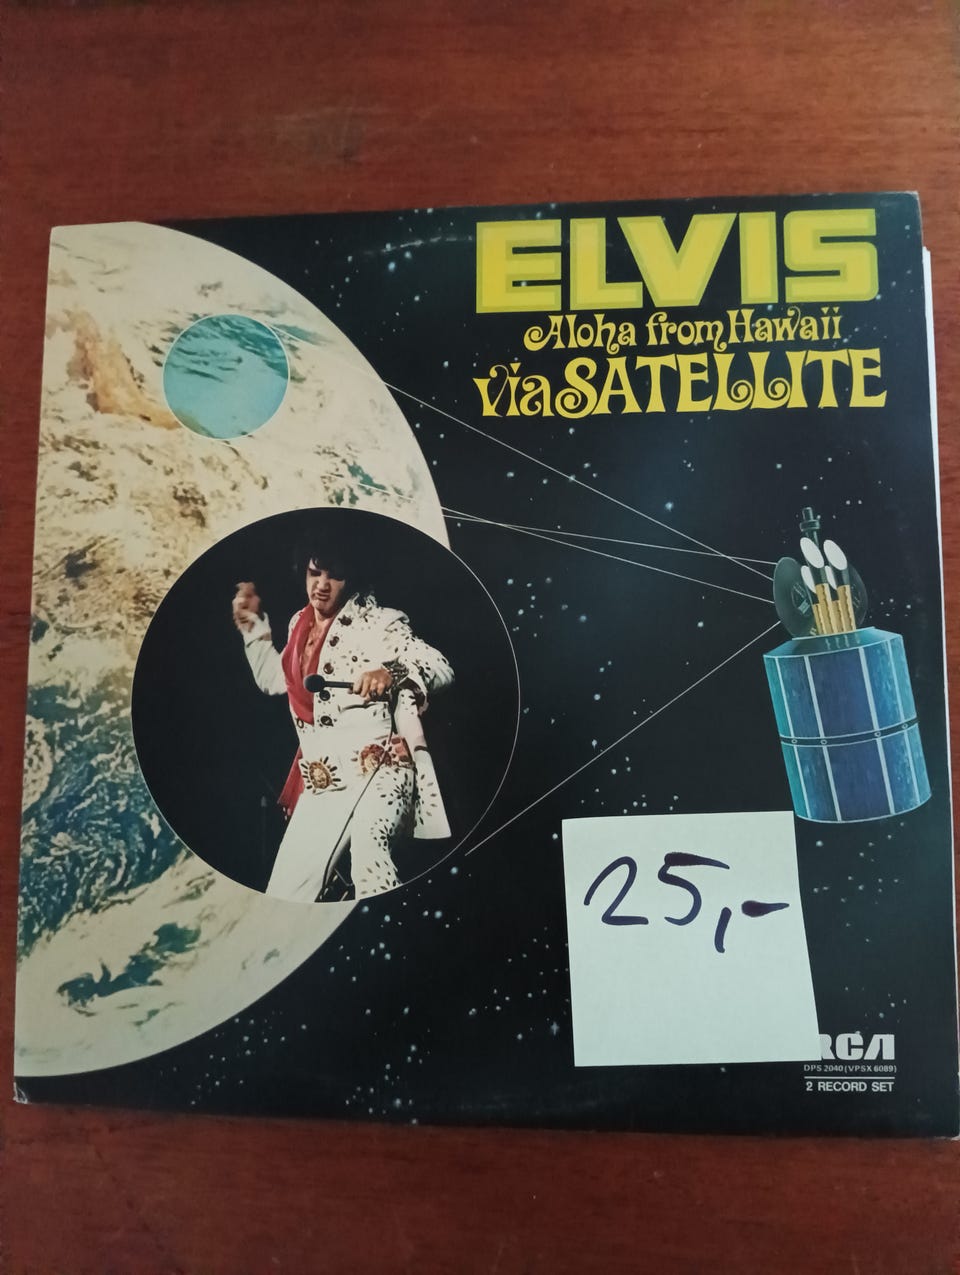 ELVIS
Aloha from Hawaii
via SATELLITE
25,-
RCA
DPS 2040 (VPSX 6089)
2 RECORD SET